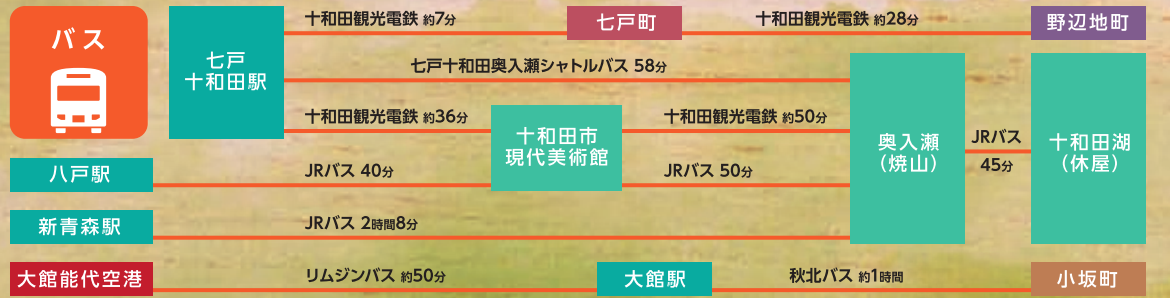 バス
七戸
十和田駅
十和田観光電鉄 約7分
七戸町
十和田観光電鉄 約28分
野辺地町
七戸十和田奥入瀬シャトルバス 58分
十和田観光電鉄 約36分
十和田市
現代美術館
十和田観光電鉄 約50分
奥入瀬
(焼山)
JRバス
45分
十和田湖
(休屋)
八戸駅
JRバス 40分
JRバス 50分
新青森駅
JRバス 2時間8分
大館能代空港
リムジンバス 約50分
大館駅
秋北バス 約1時間
小坂町